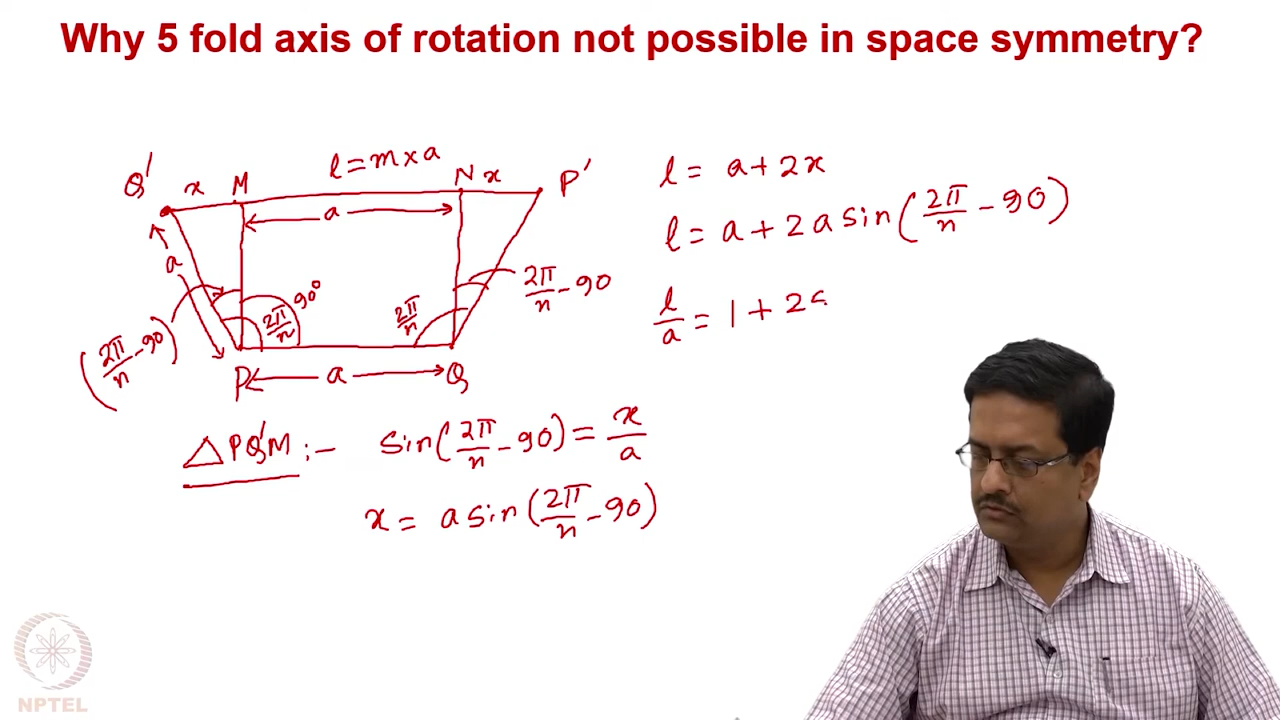 Why 5 fold axis of rotation not possible in space symmetry?
l = m × a
Q' x M N x P'
a
a
2π/n 90°
2π/n
2π/n - 90
(2π/n - 90)
P a Q
△PQ'M :- sin(2π/n - 90) = x/a
x = a sin(2π/n - 90)
l = a + 2x
l = a + 2a sin(2π/n - 90)
l/a = 1 + 2
NPTEL